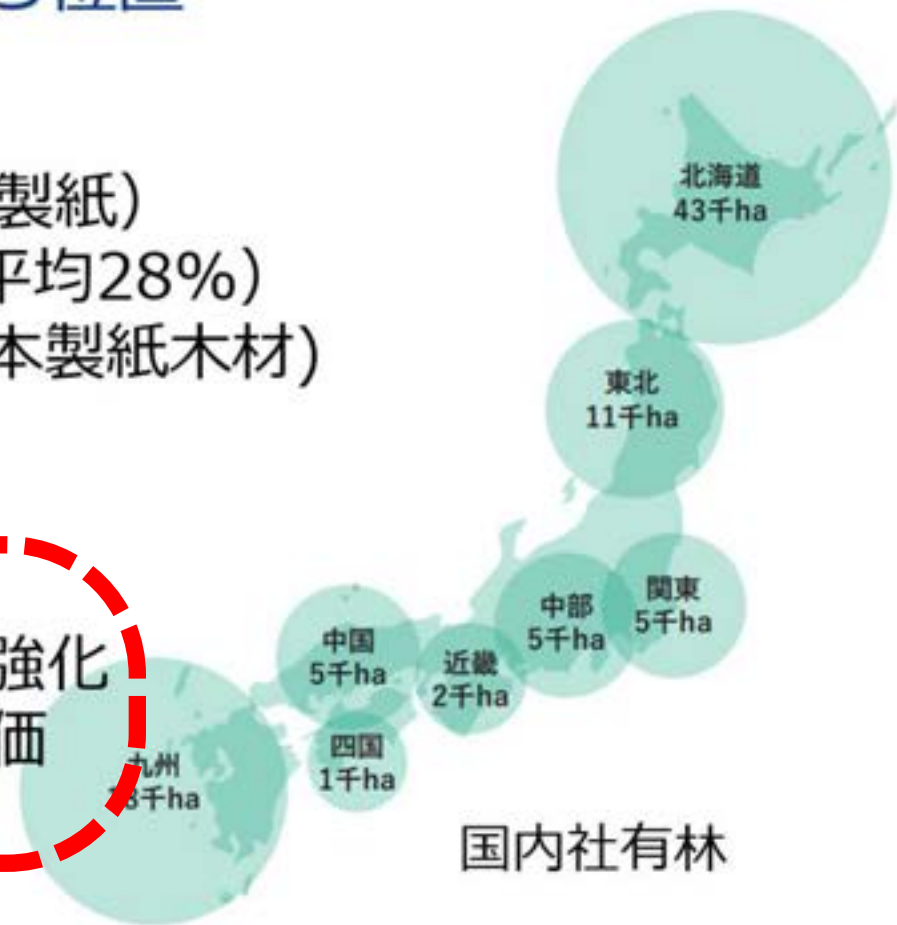 位置
製紙）
平均28%）
本製紙木材)
強化
価
北海道
43千ha
東北
11千ha
関東
5千ha
中部
5千ha
近畿
2千ha
中国
5千ha
四国
1千ha
九州
国内社有林